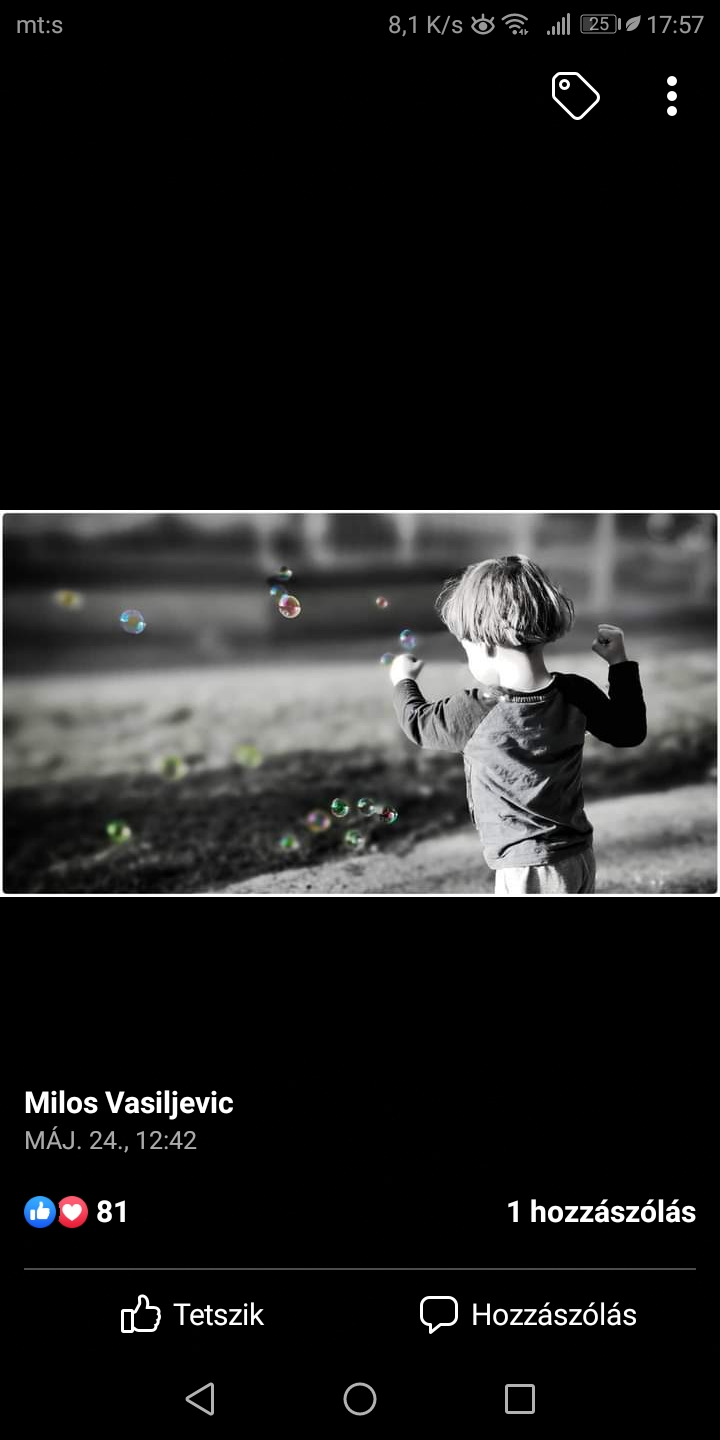 mt:s 8,1 K/s 25 17:57
Milos Vasiljevic
MÁJ. 24., 12:42
81 1 hozzászólás
Tetszik Hozzászólás